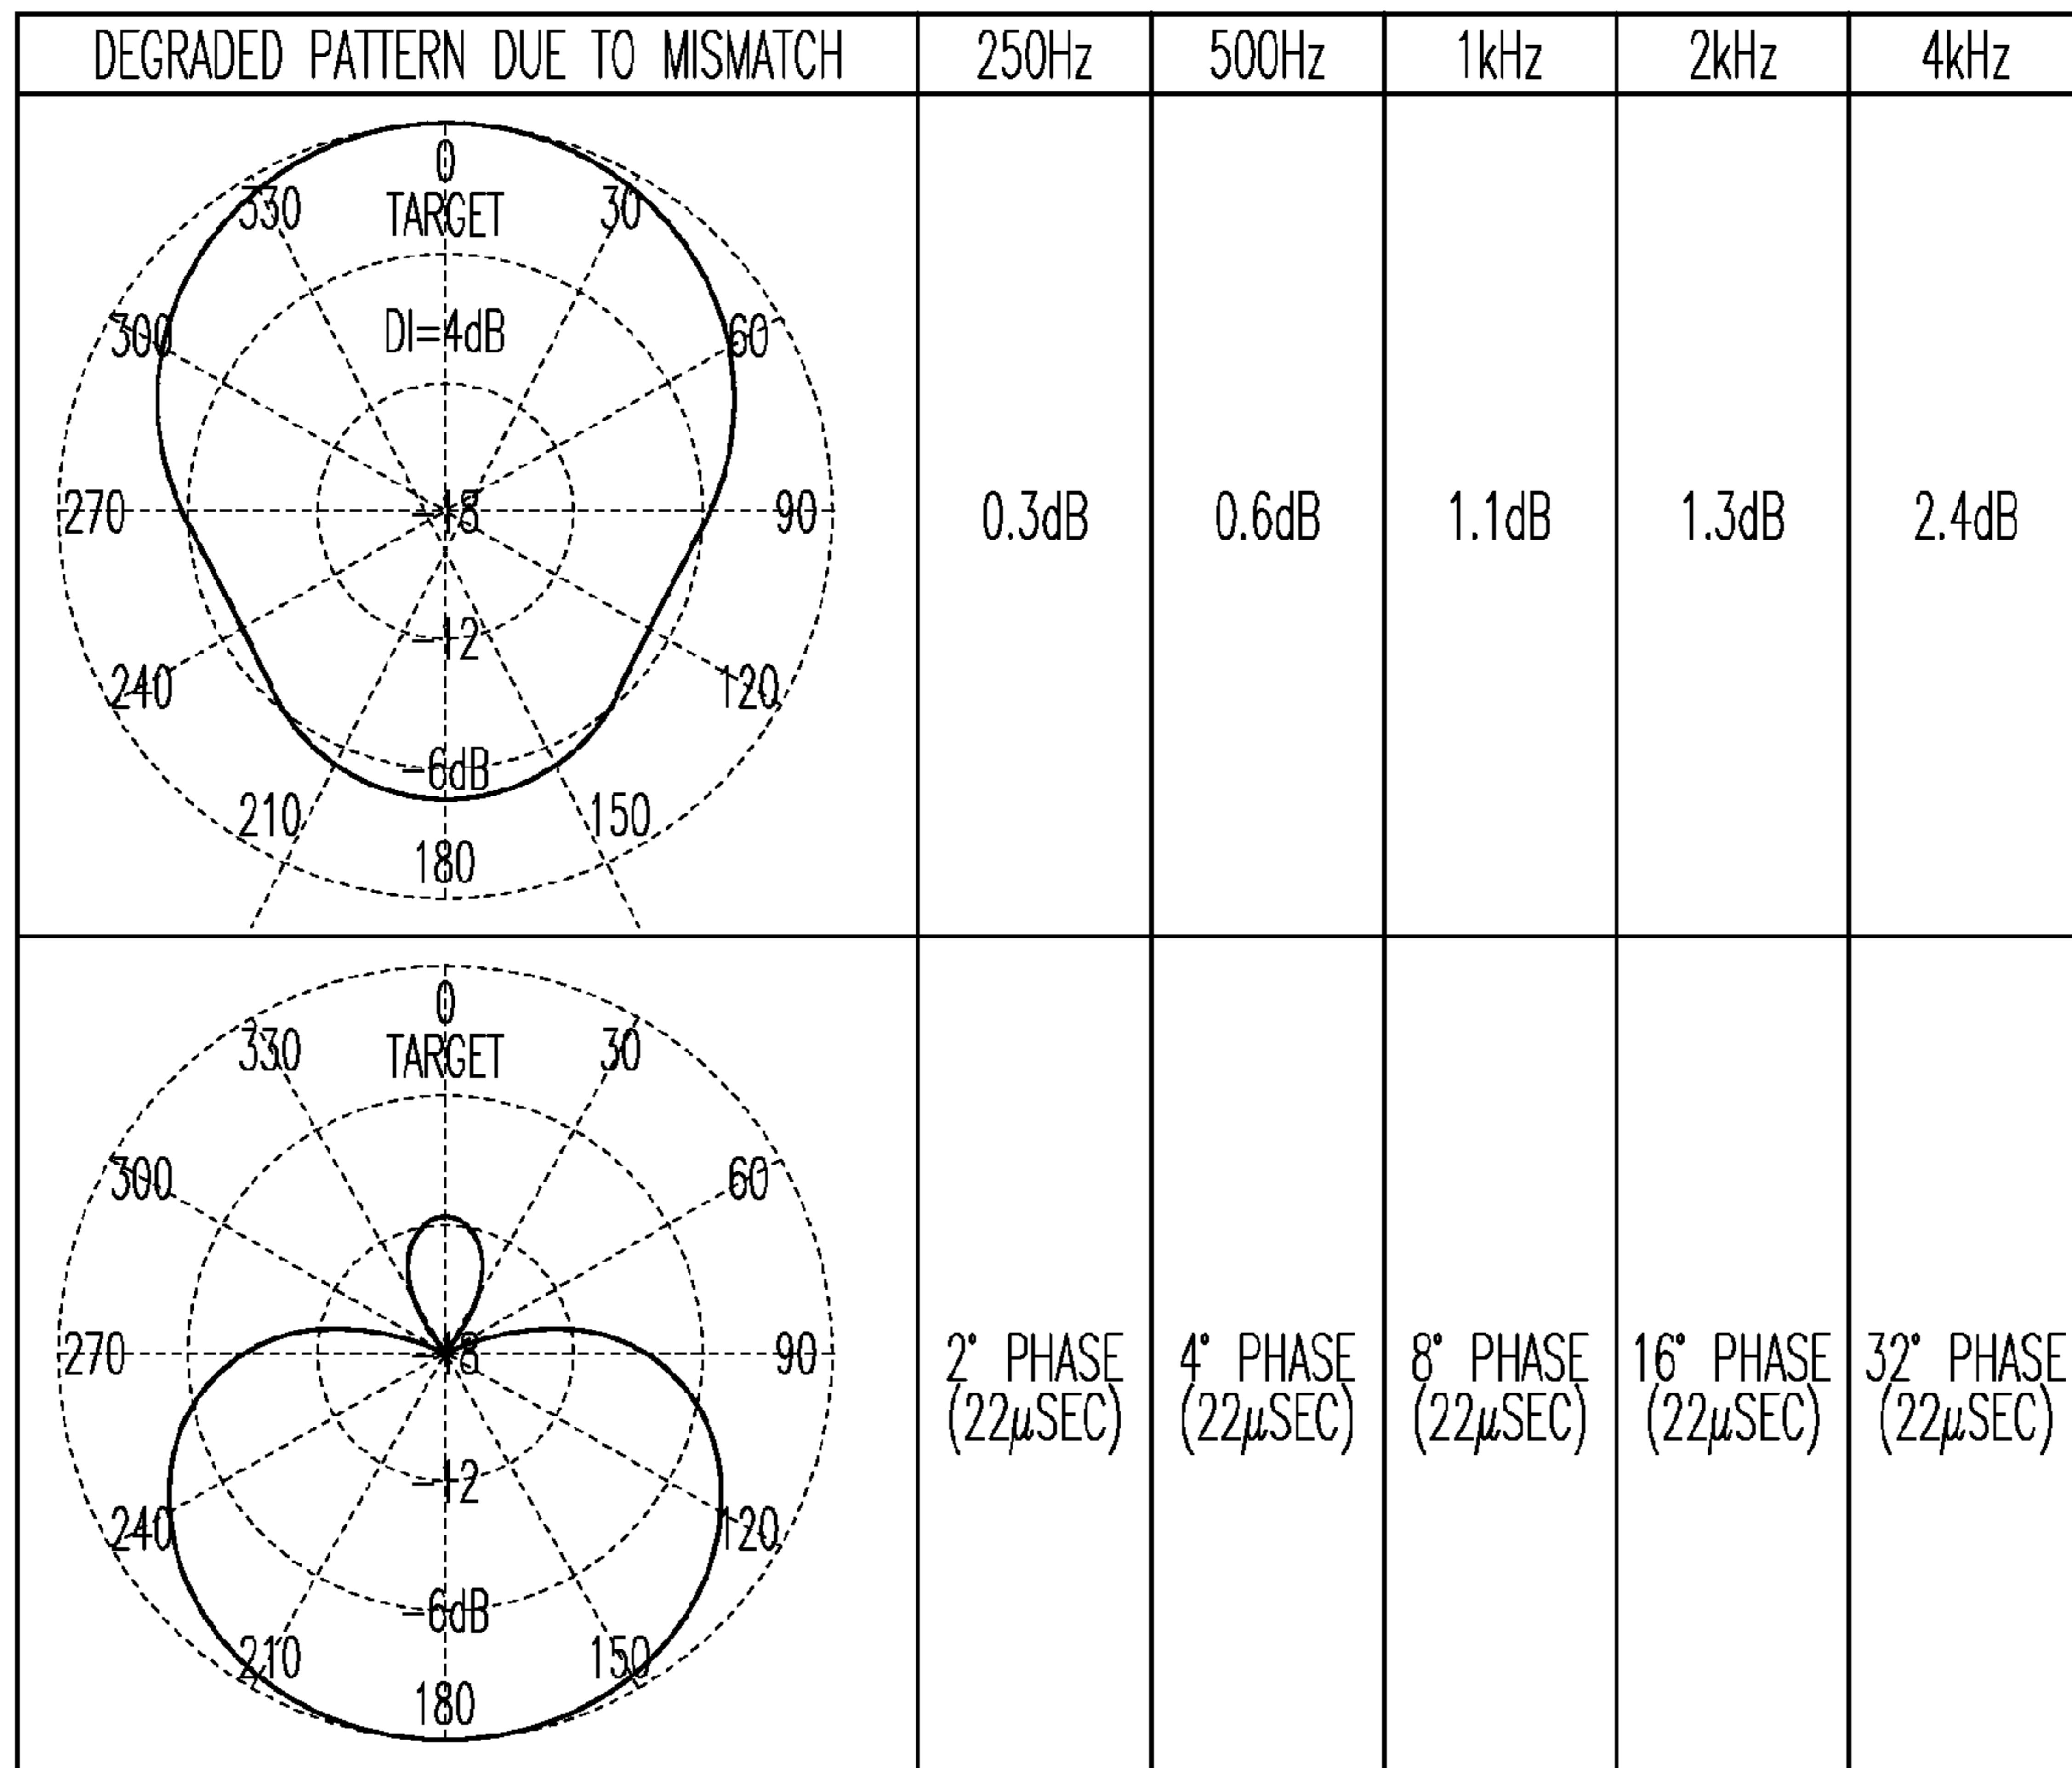 DEGRADED PATTERN DUE TO MISMATCH 250Hz 500Hz 1kHz 2kHz 4kHz
0
330 TARGET 30
300 DI=4dB 60
270 -18 90 0.3dB 0.6dB 1.1dB 1.3dB 2.4dB
-12
240 120
-6dB
210 150
180
0
330 TARGET 30
300 60
270 -18 90 2° PHASE 4° PHASE 8° PHASE 16° PHASE 32° PHASE
(22μSEC) (22μSEC) (22μSEC) (22μSEC) (22μSEC)
-12
240 120
-6dB
210 150
180